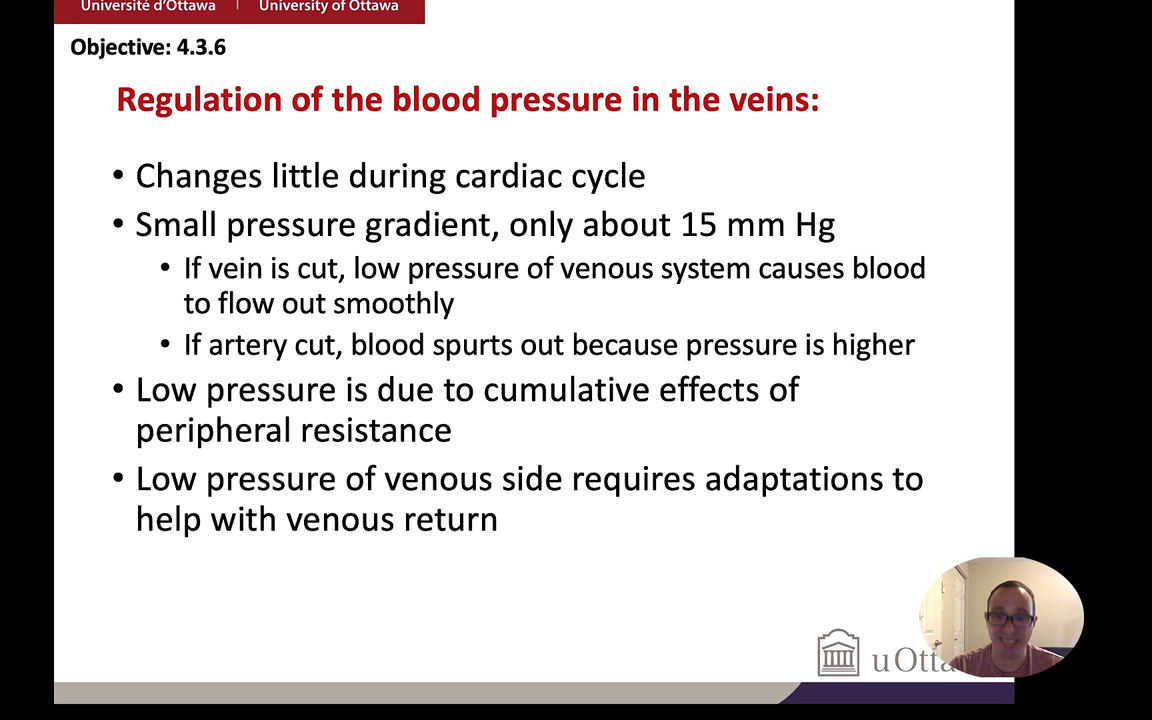 Université d'Ottawa | University of Ottawa
Objective: 4.3.6
Regulation of the blood pressure in the veins:
• Changes little during cardiac cycle
• Small pressure gradient, only about 15 mm Hg
• If vein is cut, low pressure of venous system causes blood
to flow out smoothly
• If artery cut, blood spurts out because pressure is higher
• Low pressure is due to cumulative effects of
peripheral resistance
• Low pressure of venous side requires adaptations to
help with venous return
uOtta